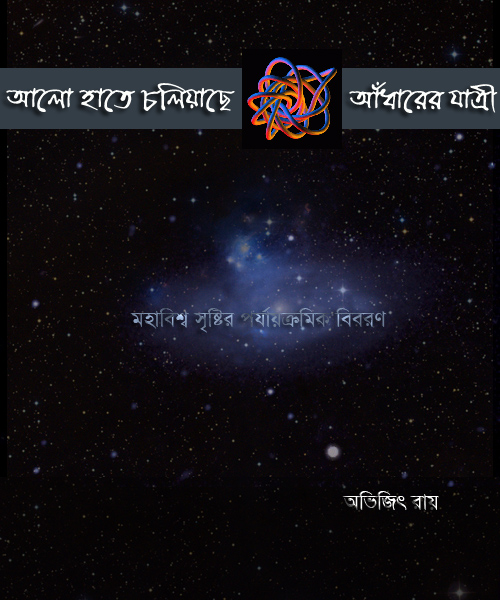 আলো হাতে চলিয়াছে আঁধারের যাত্রী
মহাবিশ্ব সৃষ্টির পর্যায়ক্রমিক বিবরণ
অভিজিৎ রায়